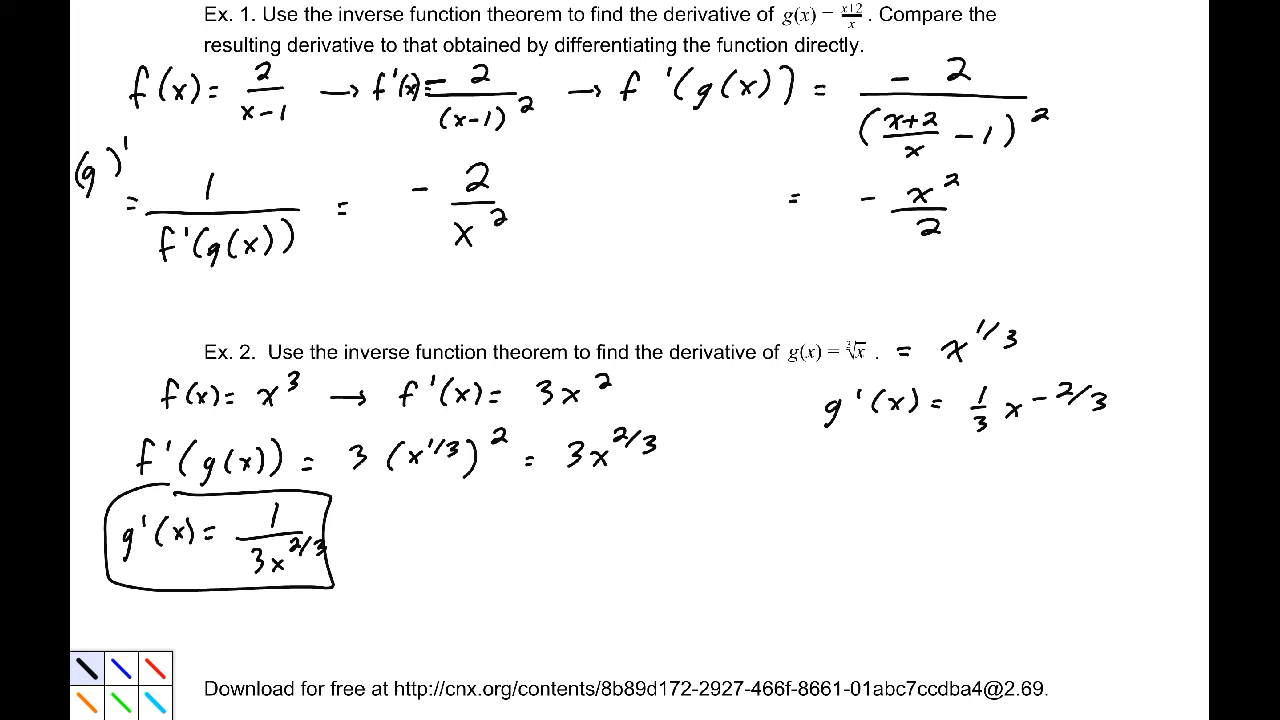 Ex. 1. Use the inverse function theorem to find the derivative of g(x) = (x+2)/x . Compare the
resulting derivative to that obtained by differentiating the function directly.
f(x) = 2/(x-1) → f'(x) = - 2/(x-1)^2 → f'(g(x)) = - 2/((x+2)/x - 1)^2
(g)' = 1/f'(g(x)) = - 2/x^2
= - x^2/2
Ex. 2. Use the inverse function theorem to find the derivative of g(x) = ∛x . = x^(1/3)
f(x) = x^3 → f'(x) = 3x^2
g'(x) = 1/3 x^(-2/3)
f'(g(x)) = 3 (x^(1/3))^2 = 3x^(2/3)
g'(x) = 1/(3x^(2/3))
Download for free at http://cnx.org/contents/8b89d172-2927-466f-8661-01abc7ccdba4@2.69.